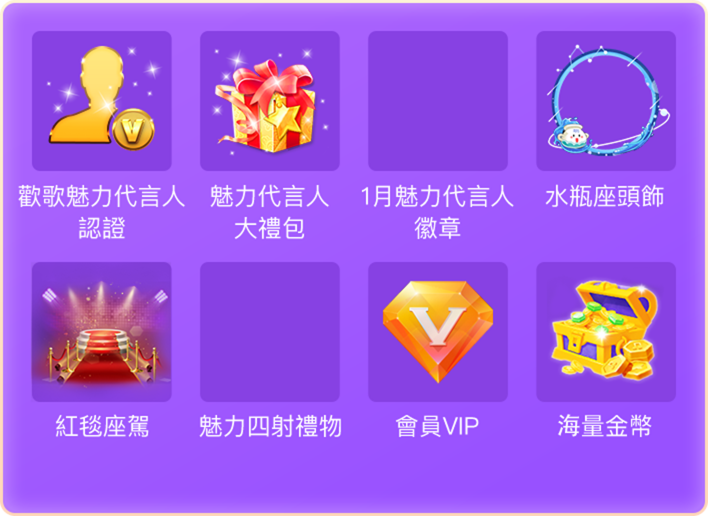 歡歌魅力代言人
認證
魅力代言人
大禮包
1月魅力代言人
徽章
水瓶座頭飾
紅毯座駕
魅力四射禮物
V
會員VIP
海量金幣